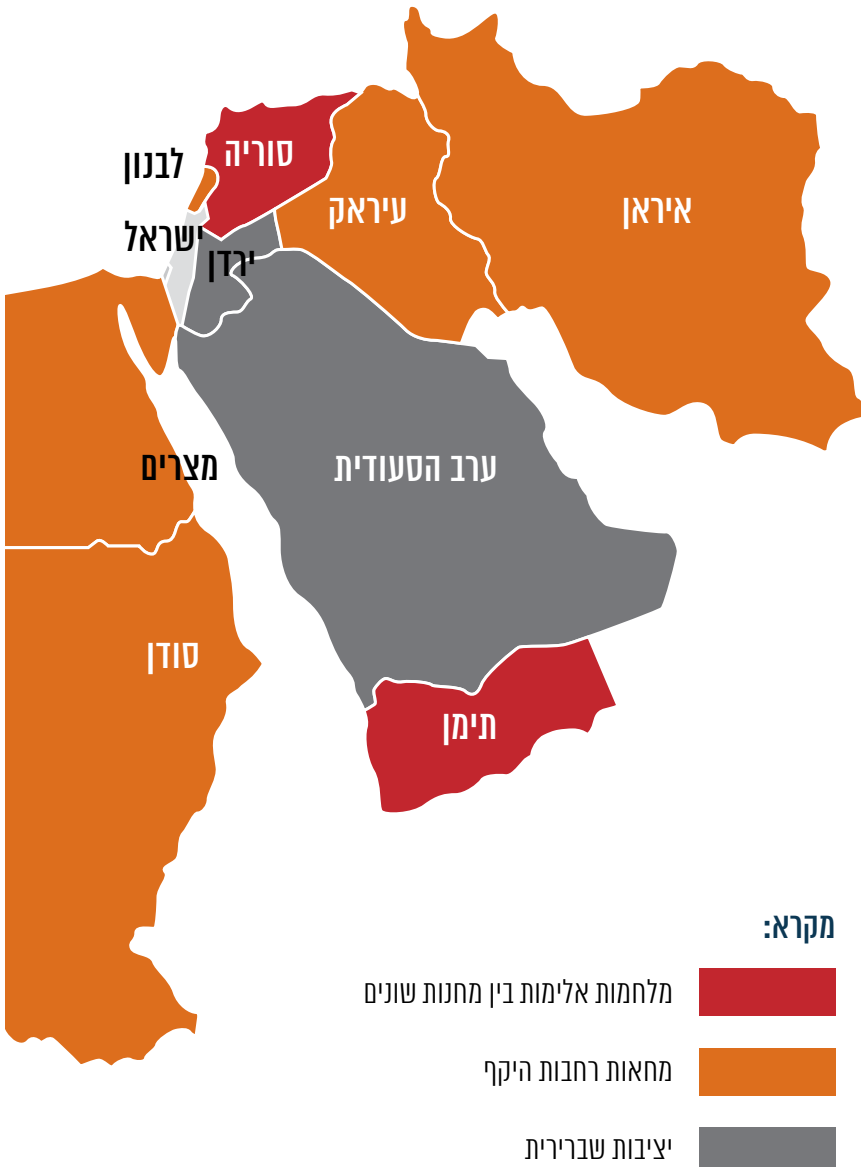 סוריה
לבנון
איראן
עיראק
ישראל
ירדן
ערב הסעודית
מצרים
סודן
תימן
מקרא:
מלחמות אלימות בין מחנות שונים
מחאות רחבות היקף
יציבות שברירית